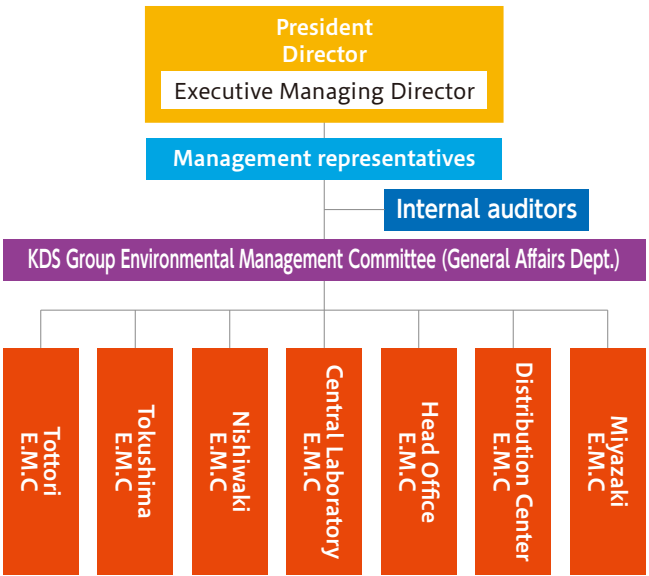 President
Director
Executive Managing Director
Management representatives
Internal auditors
KDS Group Environmental Management Committee (General Affairs Dept.)
Tottori
E.M.C
Tokushima
E.M.C
Nishiwaki
E.M.C
Central Laboratory
E.M.C
Head Office
E.M.C
Distribution Center
E.M.C
Miyazaki
E.M.C